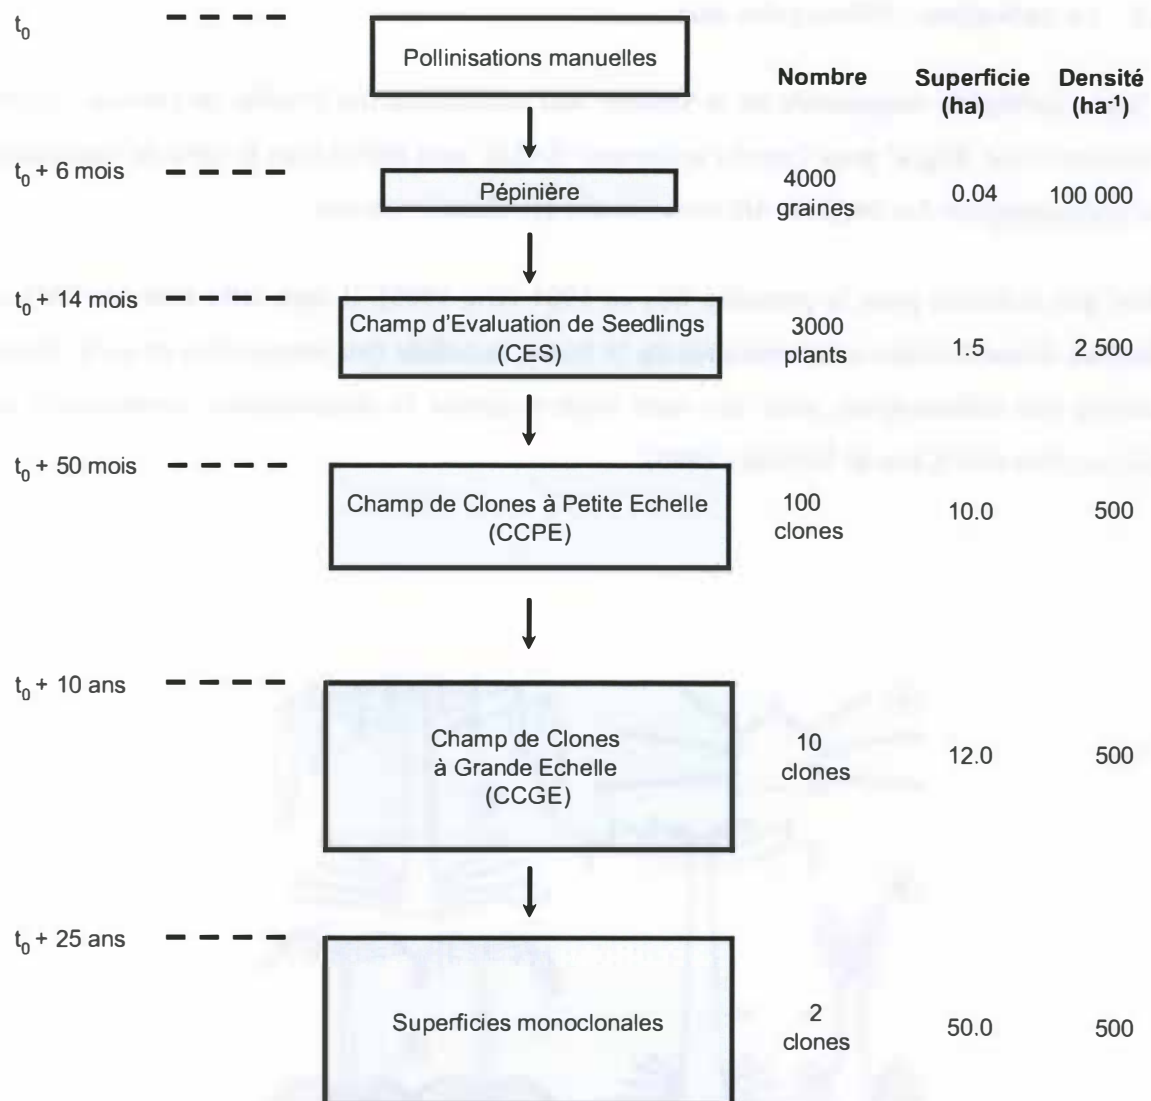 t0
Pollinisations manuelles
Nombre Superficie (ha) Densité (ha-1)
t0 + 6 mois
Pépinière
4000 graines 0.04 100 000
t0 + 14 mois
Champ d'Evaluation de Seedlings
(CES)
3000 plants 1.5 2 500
t0 + 50 mois
Champ de Clones à Petite Echelle
(CCPE)
100 clones 10.0 500
t0 + 10 ans
Champ de Clones
à Grande Echelle
(CCGE)
10 clones 12.0 500
t0 + 25 ans
Superficies monoclonales
2 clones 50.0 500